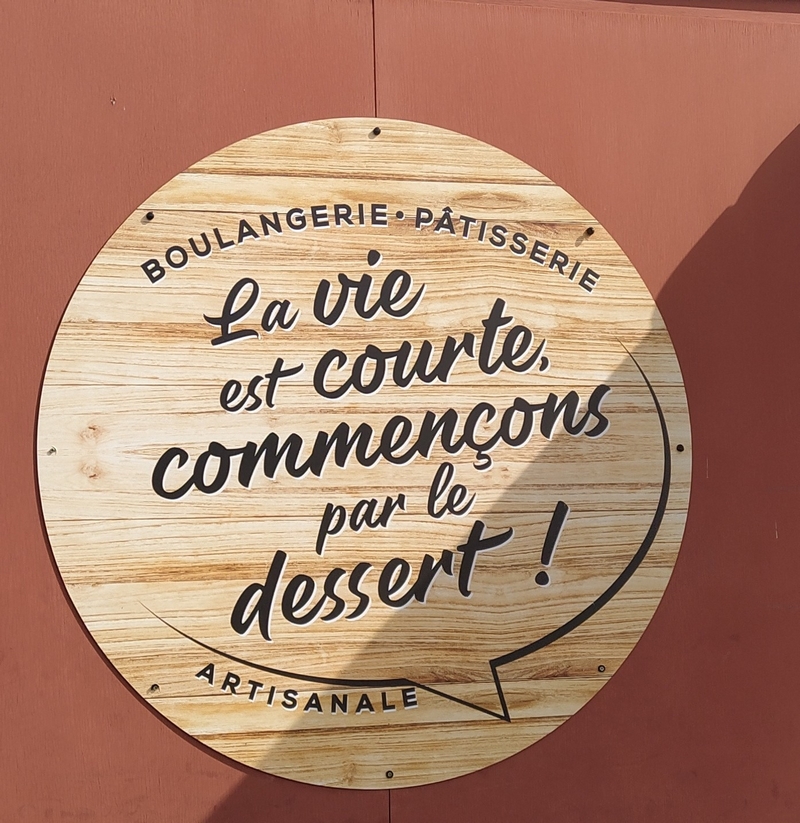 BOULANGERIE • PÂTISSERIE
La vie
est courte,
commençons
par le
dessert !
ARTISANALE